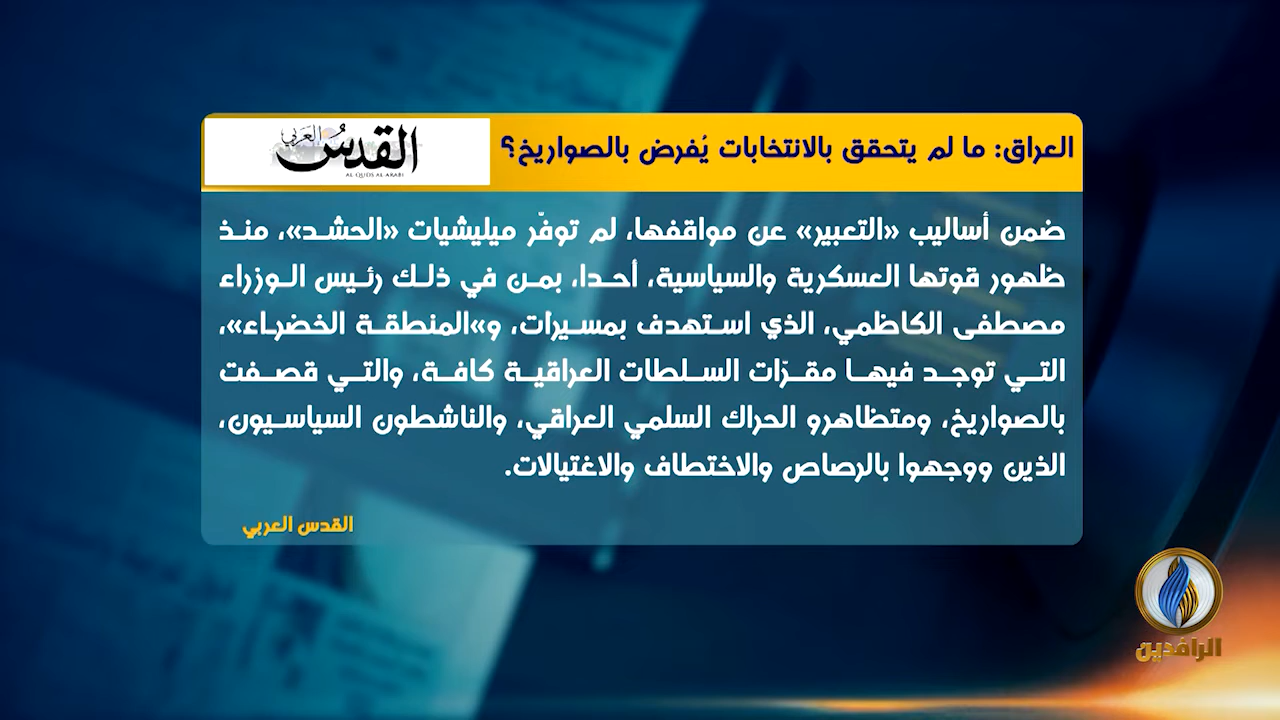 العراق: ما لم يتحقق بالانتخابات يُفرض بالصواريخ؟
القدس العربي
AL-QUDS AL-ARABI
ضمن أساليب «التعبير» عن مواقفها، لم توفّر ميليشيات «الحشد»، منذ
ظهور قوتها العسكرية والسياسية، أحدا، بمن في ذلك رئيس الوزراء
مصطفى الكاظمي، الذي استهدف بمسيرات، و»المنطقة الخضراء»،
التي توجد فيها مقرّات السلطات العراقية كافة، والتي قصفت
بالصواريخ، ومتظاهرو الحراك السلمي العراقي، والناشطون السياسيون،
الذين ووجهوا بالرصاص والاختطاف والاغتيالات.
القدس العربي
الرافدين